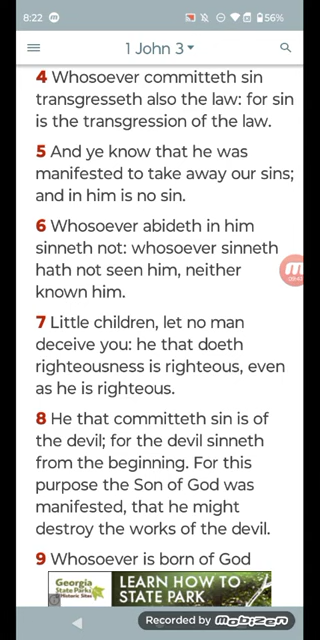 8:22
56%
1 John 3
4 Whosoever committeth sin
transgresseth also the law: for sin
is the transgression of the law.
5 And ye know that he was
manifested to take away our sins;
and in him is no sin.
6 Whosoever abideth in him
sinneth not: whosoever sinneth
hath not seen him, neither
known him.
7 Little children, let no man
deceive you: he that doeth
righteousness is righteous, even
as he is righteous.
8 He that committeth sin is of
the devil; for the devil sinneth
from the beginning. For this
purpose the Son of God was
manifested, that he might
destroy the works of the devil.
9 Whosoever is born of God
Georgia
State Parks
& Historic Sites
LEARN HOW TO
STATE PARK
Recorded by mobizen